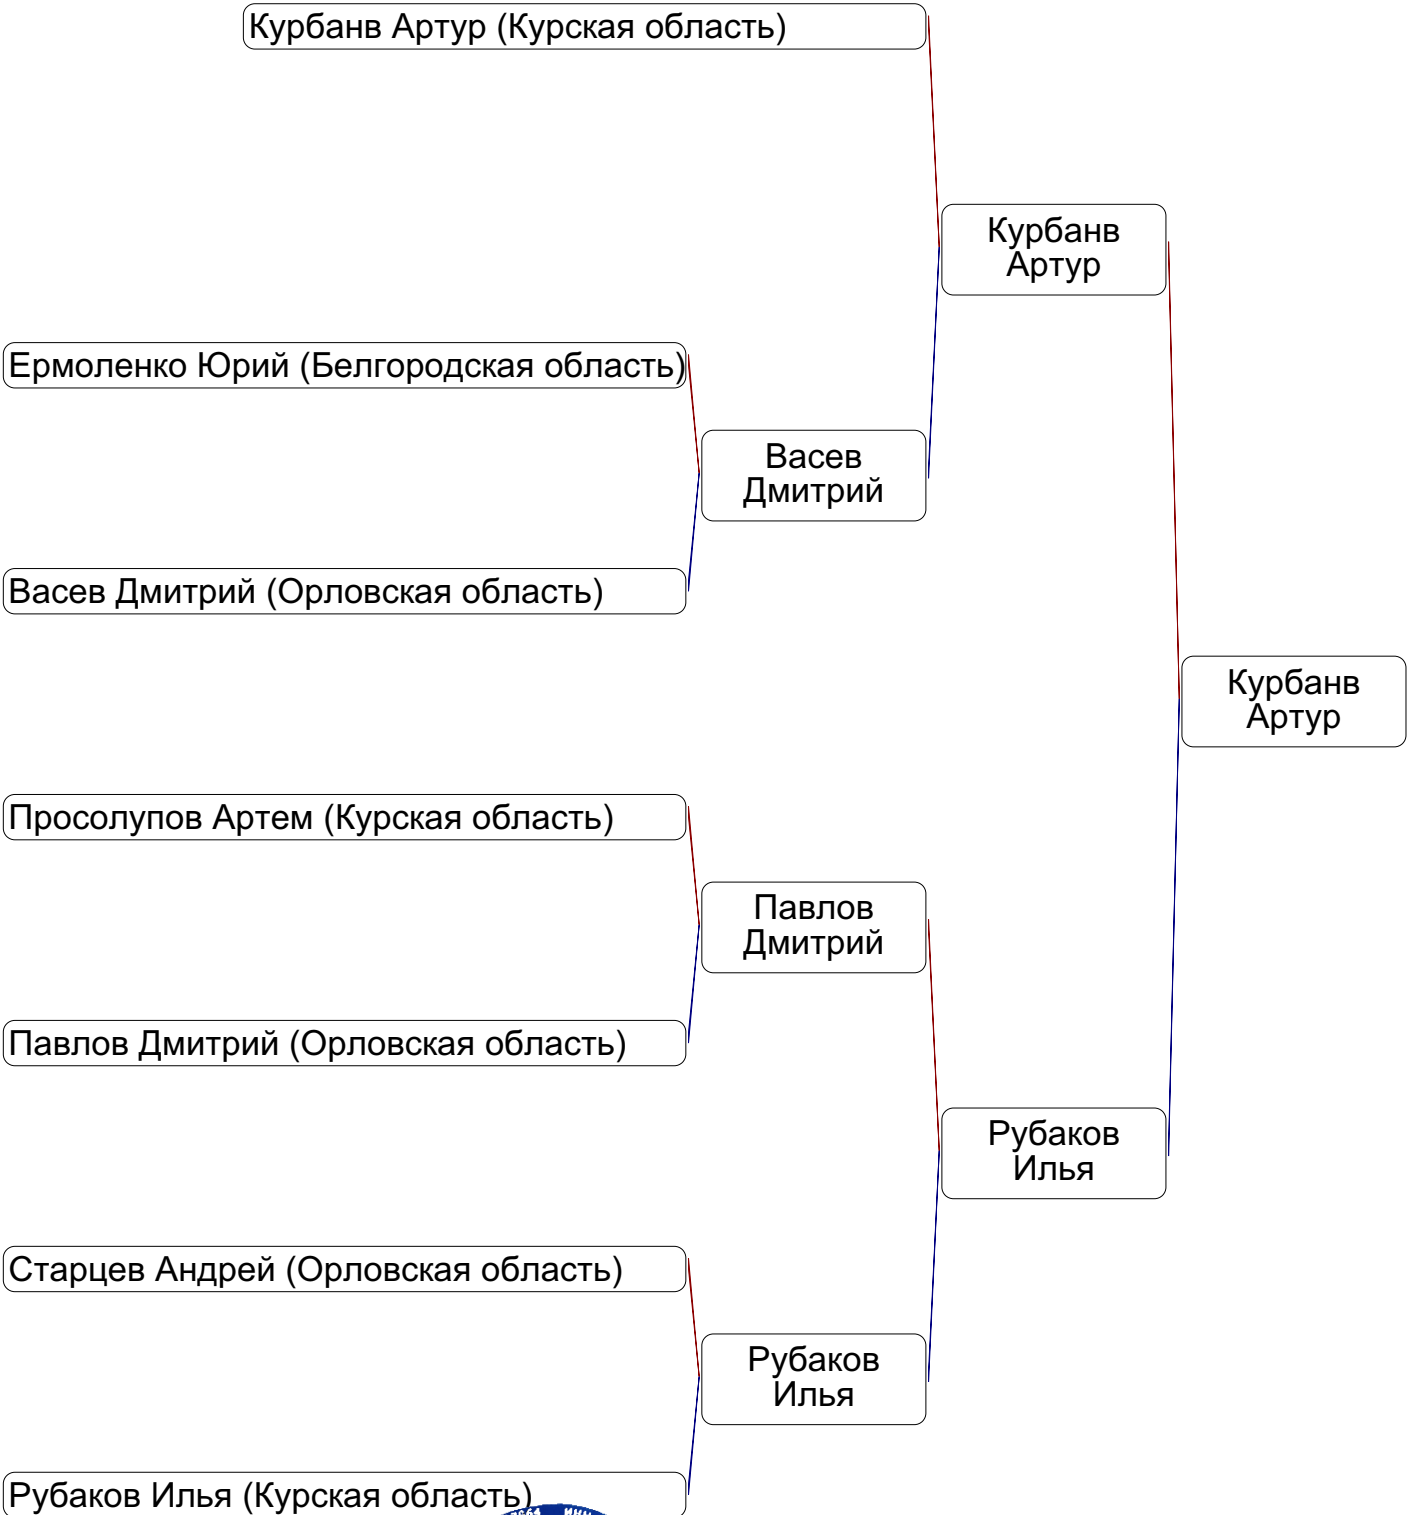 Курбанв Артур (Курская область)
Курбанв
Артур
Ермоленко Юрий (Белгородская область)
Васев
Дмитрий
Васев Дмитрий (Орловская область)
Курбанв
Артур
Просолупов Артем (Курская область)
Павлов
Дмитрий
Павлов Дмитрий (Орловская область)
Рубаков
Илья
Старцев Андрей (Орловская область)
Рубаков
Илья
Рубаков Илья (Курская область)